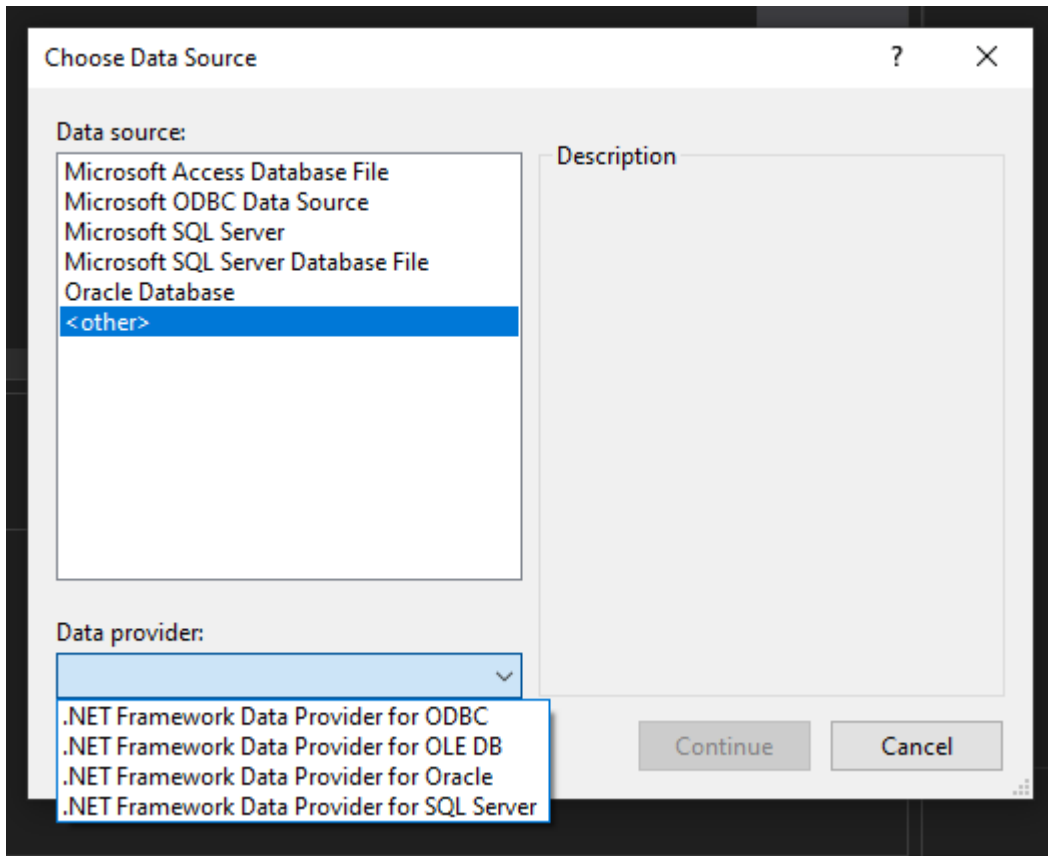 Choose Data Source
?
Data source:
Microsoft Access Database File
Microsoft ODBC Data Source
Microsoft SQL Server
Microsoft SQL Server Database File
Oracle Database
<other>
Description
Data provider:
.NET Framework Data Provider for ODBC
.NET Framework Data Provider for OLE DB
.NET Framework Data Provider for Oracle
.NET Framework Data Provider for SQL Server
Continue
Cancel